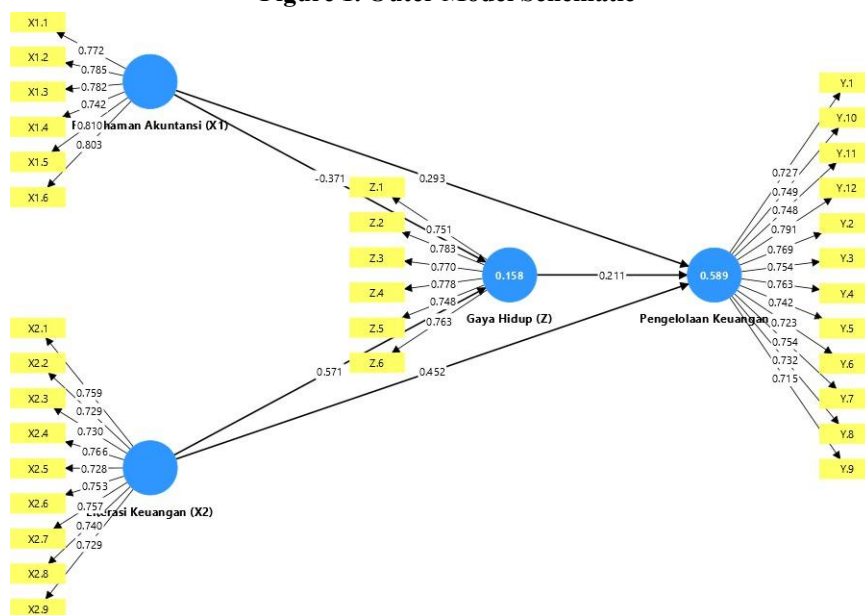 Figure 1. Outer Model Schematic
X1.1
X1.2
X1.3
X1.4
X1.5
X1.6
0.772
0.785
0.782
0.742
0.810
0.803
haman Akuntansi (X1)
-0.371
0.293
Z.1
Z.2
Z.3
Z.4
Z.5
Z.6
0.751
0.783
0.770
0.778
0.748
0.763
0.158
Gaya Hidup (Z)
0.211
0.571
0.452
X2.1
X2.2
X2.3
X2.4
X2.5
X2.6
X2.7
X2.8
X2.9
0.759
0.729
0.730
0.766
0.728
0.753
0.757
0.740
0.729
Literasi Keuangan (X2)
0.589
Pengelolaan Keuangan
0.727
0.749
0.748
0.791
0.769
0.754
0.763
0.742
0.723
0.754
0.732
0.715
Y.1
Y.10
Y.11
Y.12
Y.2
Y.3
Y.4
Y.5
Y.6
Y.7
Y.8
Y.9